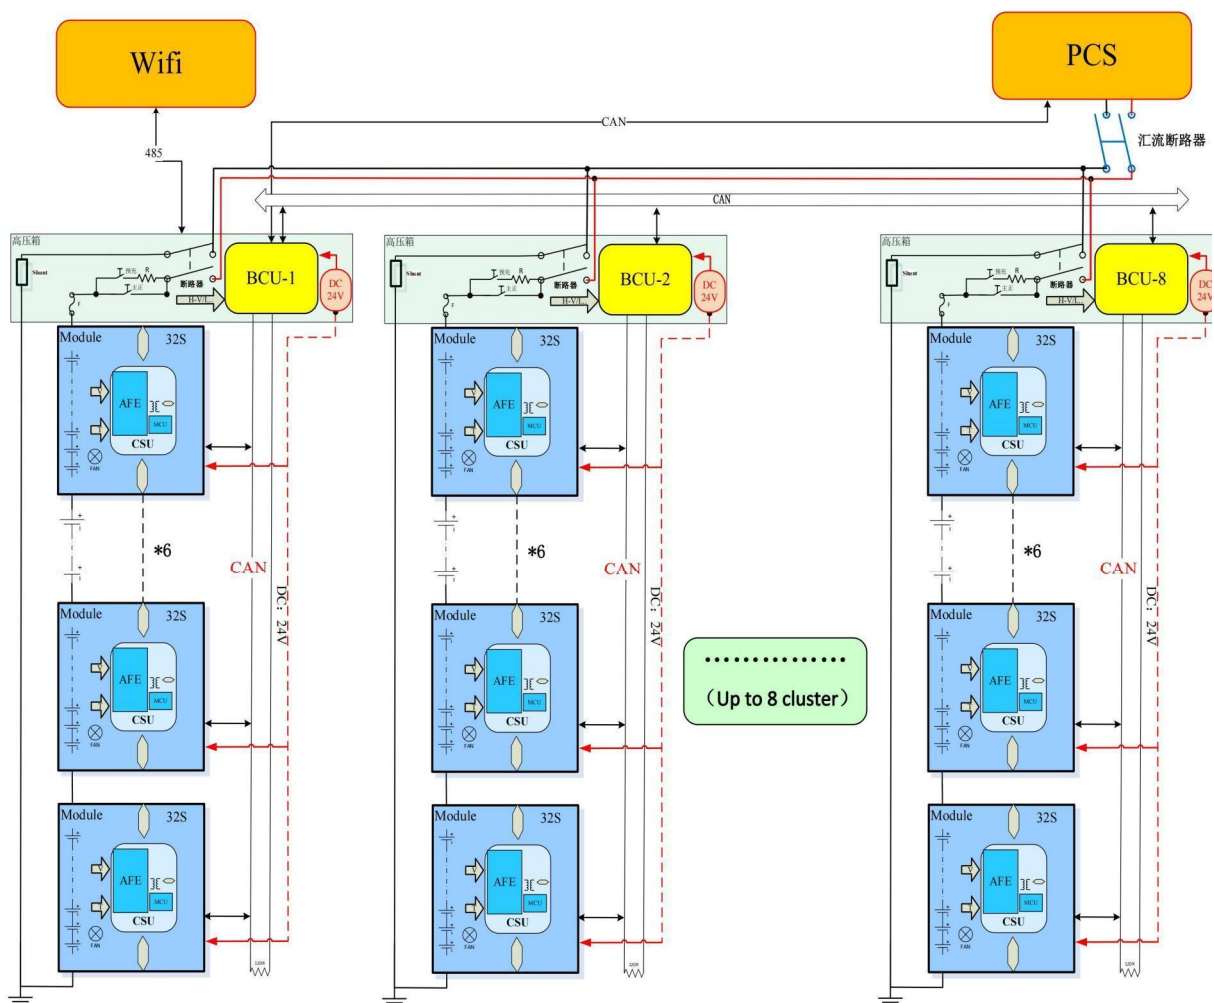 Wifi
PCS
CAN
485
汇流断路器
CAN
高压箱
Shunt
预充
R
断路器
主正
H-V/L
F
BCU-1
DC
24V
高压箱
Shunt
预充
R
断路器
主正
H-V/L
F
BCU-2
DC
24V
高压箱
Shunt
预充
R
断路器
主正
H-V/L
F
BCU-8
DC
24V
Module 32S
AFE
MCU
CSU
FAN
Module 32S
AFE
MCU
CSU
FAN
Module 32S
AFE
MCU
CSU
FAN
*6
CAN
DC: 24V
*6
CAN
DC: 24V
*6
CAN
DC: 24V
Module 32S
AFE
MCU
CSU
FAN
Module 32S
AFE
MCU
CSU
FAN
Module 32S
AFE
MCU
CSU
FAN
……………
（Up to 8 cluster）
Module 32S
AFE
MCU
CSU
FAN
Module 32S
AFE
MCU
CSU
FAN
Module 32S
AFE
MCU
CSU
FAN
120R
120R
120R